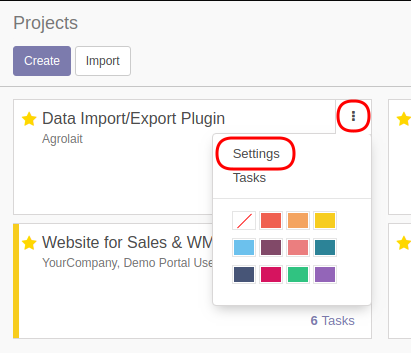 Projects
Create
Import
Data Import/Export Plugin
Agrolait
Settings
Tasks
Website for Sales & WM
YourCompany, Demo Portal Use
6 Tasks